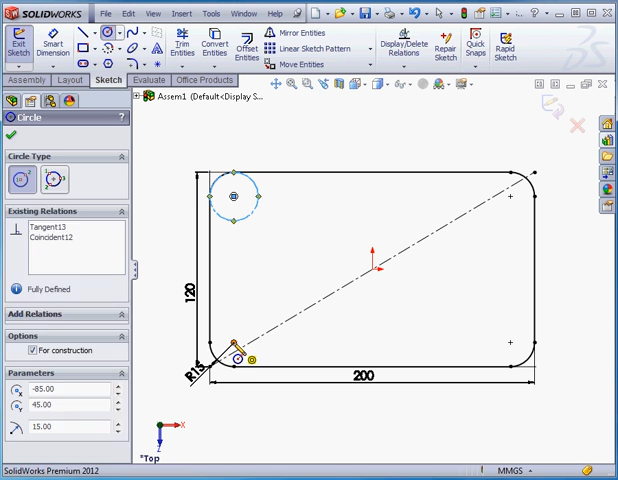 SOLIDWORKS File Edit View Insert Tools Window Help
Exit Sketch
Smart Dimension
Trim Entities
Convert Entities
Offset Entities
Mirror Entities
Linear Sketch Pattern
Move Entities
Display/Delete Relations
Repair Sketch
Quick Snaps
Rapid Sketch
Assembly Layout Sketch Evaluate Office Products
Assem1 (Default<Display S...
Circle
?
Circle Type
Existing Relations
Tangent13
Coincident12
Fully Defined
Add Relations
Options
For construction
Parameters
-85.00
45.00
15.00
120
R15
200
X
Z
*Top
SolidWorks Premium 2012
MMGS